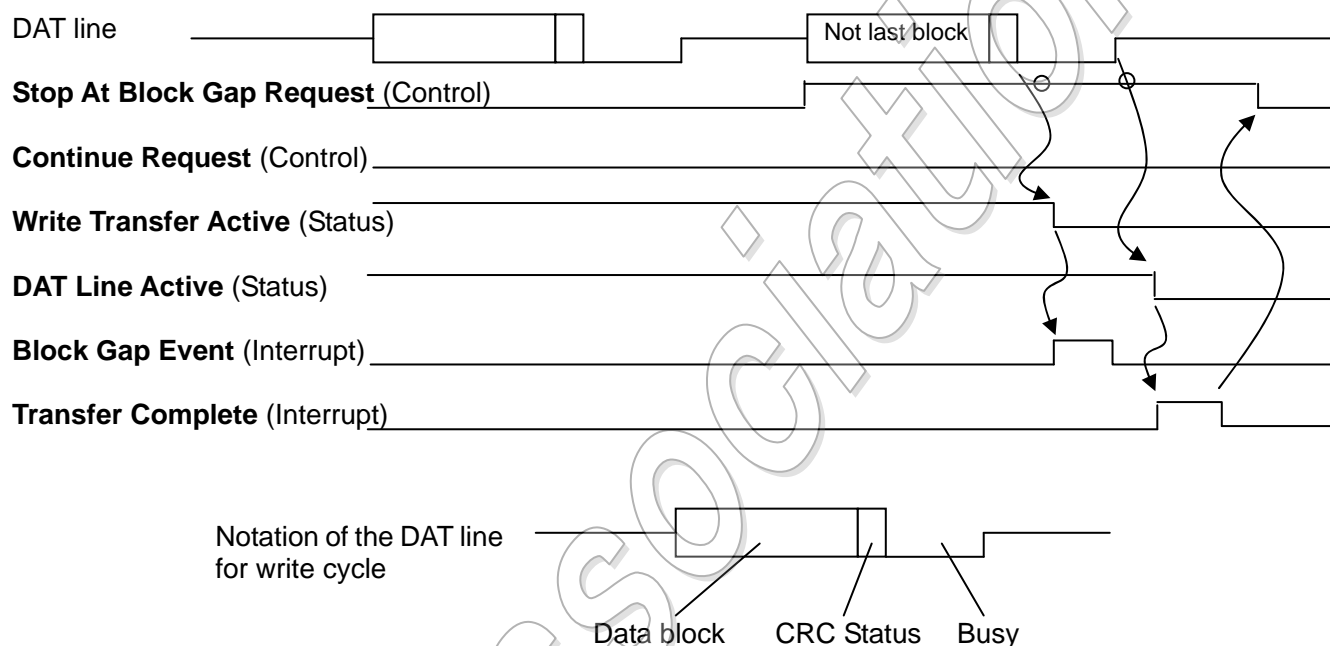 DAT line
Not last block
Stop At Block Gap Request (Control)
Continue Request (Control)
Write Transfer Active (Status)
DAT Line Active (Status)
Block Gap Event (Interrupt)
Transfer Complete (Interrupt)
Notation of the DAT line
for write cycle
Data block CRC Status Busy
ssociation